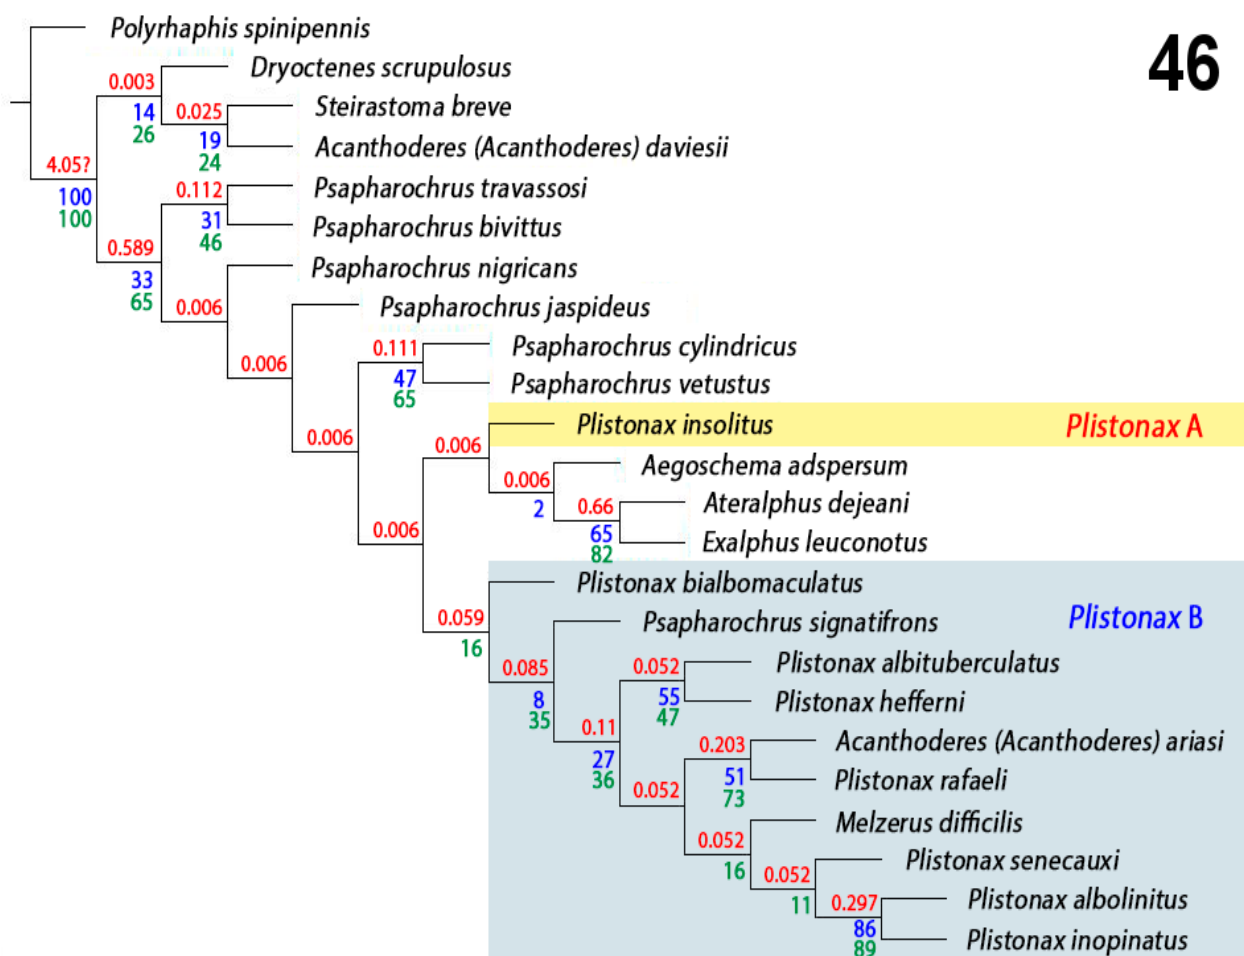 Polyrhaphis spinipennis
46
Dryoctenes scrupulosus
0.003
14
26
Steirastoma breve
0.025
19
24
Acanthoderes (Acanthoderes) daviesii
4.05?
100
100
Psapharochrus travassosi
0.112
31
46
Psapharochrus bivittus
0.589
33
65
Psapharochrus nigricans
0.006
Psapharochrus jaspideus
0.006
Psapharochrus cylindricus
0.111
47
65
Psapharochrus vetustus
0.006
Plistonax insolitus
Plistonax A
0.006
Aegoschema adspersum
0.006
2
Ateralphus dejeani
0.66
65
82
Exalphus leuconotus
0.006
Plistonax bialbomaculatus
Plistonax B
0.059
16
Psapharochrus signatifrons
0.085
8
35
Plistonax albituberculatus
0.052
55
47
Plistonax hefferni
0.11
27
36
Acanthoderes (Acanthoderes) ariasi
0.203
51
73
Plistonax rafaeli
0.052
Melzerus difficilis
0.052
16
Plistonax senecauxi
0.052
11
Plistonax albolinitus
0.297
86
89
Plistonax inopinatus